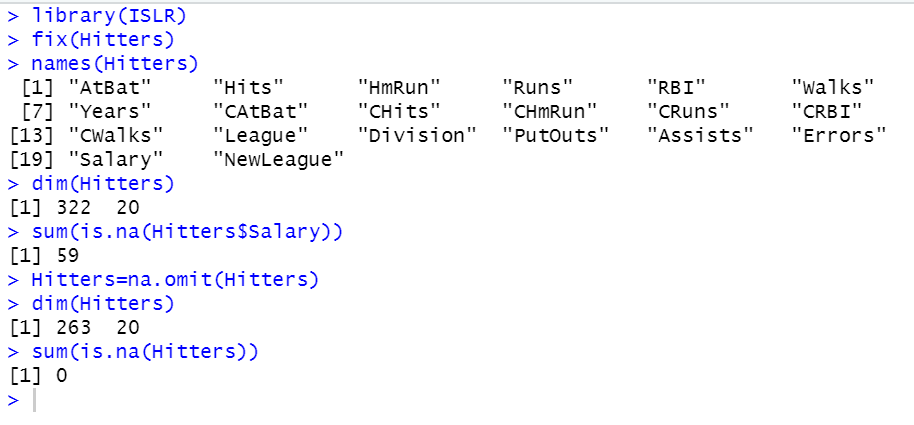 > library(ISLR)
> fix(Hitters)
> names(Hitters)
 [1] "AtBat"     "Hits"      "HmRun"     "Runs"      "RBI"       "Walks"
 [7] "Years"     "CAtBat"    "CHits"     "CHmRun"    "CRuns"     "CRBI"
[13] "CWalks"    "League"    "Division"  "PutOuts"   "Assists"   "Errors"
[19] "Salary"    "NewLeague"
> dim(Hitters)
[1] 322  20
> sum(is.na(Hitters$Salary))
[1] 59
> Hitters=na.omit(Hitters)
> dim(Hitters)
[1] 263  20
> sum(is.na(Hitters))
[1] 0
>